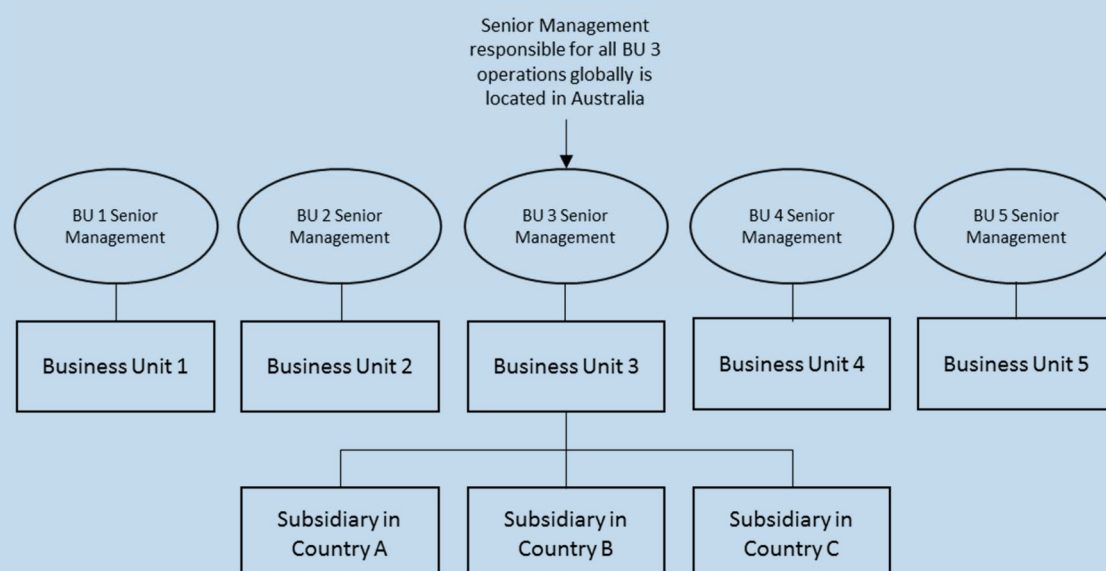 Senior Management
responsible for all BU 3
operations globally is
located in Australia
BU 1 Senior
Management
BU 2 Senior
Management
BU 3 Senior
Management
BU 4 Senior
Management
BU 5 Senior
Management
Business Unit 1
Business Unit 2
Business Unit 3
Business Unit 4
Business Unit 5
Subsidiary in
Country A
Subsidiary in
Country B
Subsidiary in
Country C